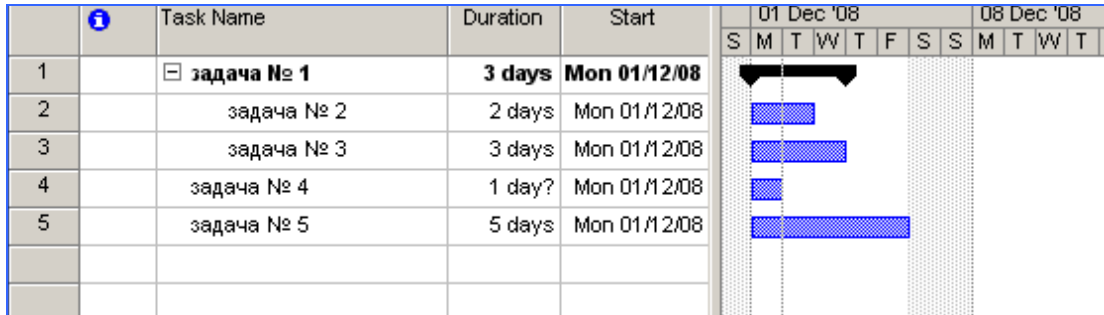 Task Name Duration Start 01 Dec '08 08 Dec '08
S M T W T F S S M T W T
1 задача № 1 3 days Mon 01/12/08
2 задача № 2 2 days Mon 01/12/08
3 задача № 3 3 days Mon 01/12/08
4 задача № 4 1 day? Mon 01/12/08
5 задача № 5 5 days Mon 01/12/08